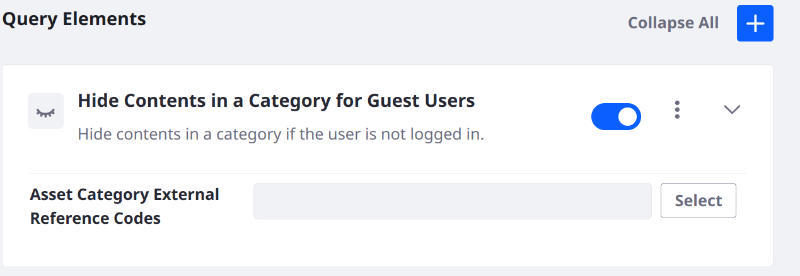 Query Elements
Collapse All
Hide Contents in a Category for Guest Users
Hide contents in a category if the user is not logged in.
Asset Category External
Reference Codes
Select